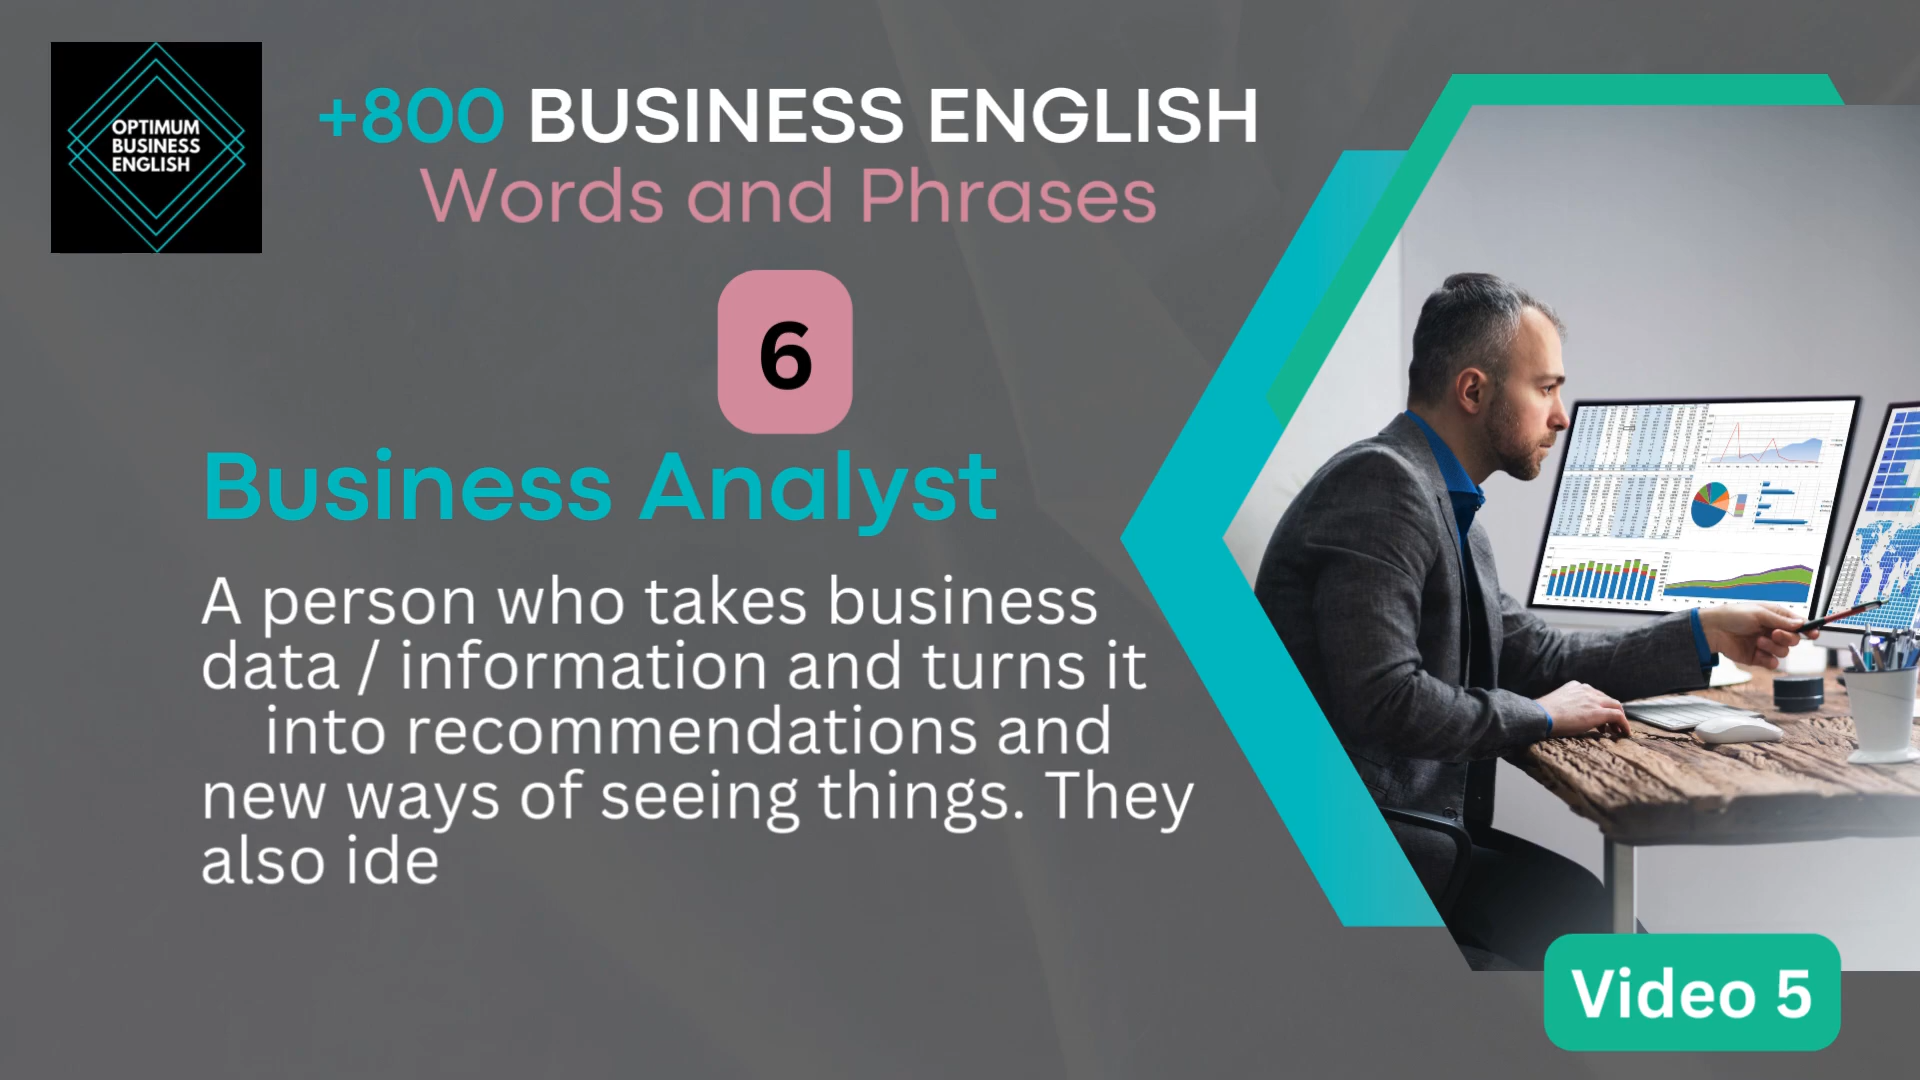 OPTIMUM
BUSINESS
ENGLISH
+800 BUSINESS ENGLISH
Words and Phrases
6
Business Analyst
A person who takes business
data / information and turns it
into recommendations and
new ways of seeing things. They
also ide
Video 5